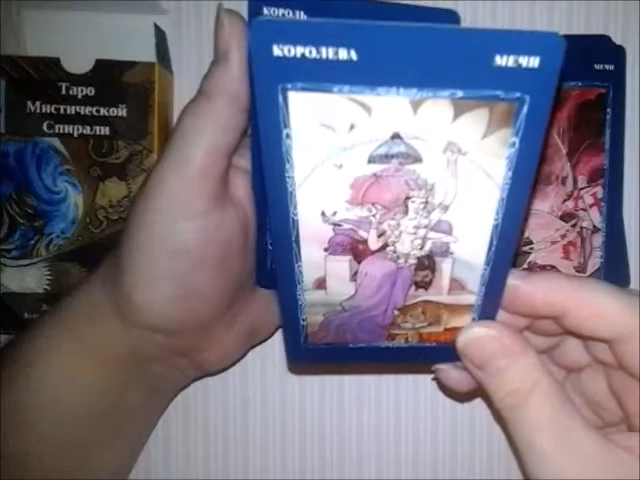 КОРОЛЬ
КОРОЛЕВА
МЕЧИ
МЕЧИ
Таро
Мистической
Спирали